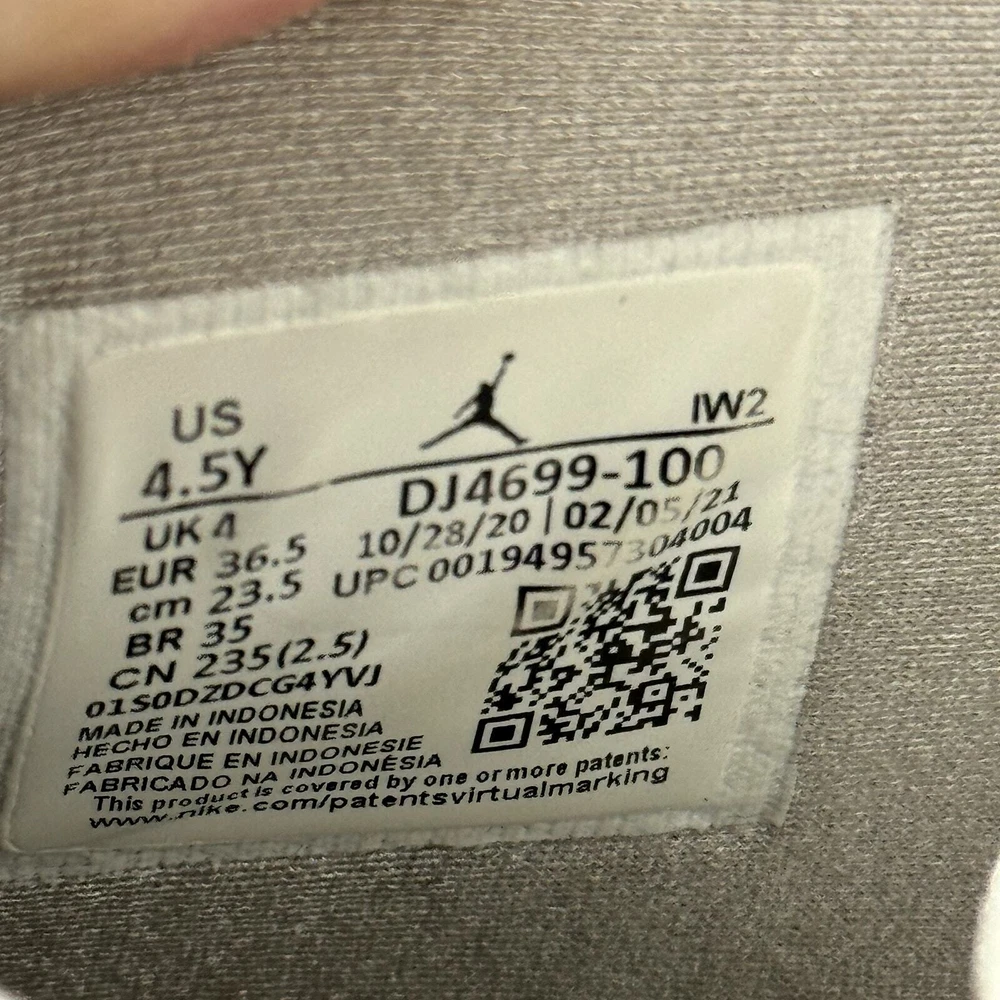 US
4.5Y
IW2
DJ4699-100
10/28/20 | 02/05/21
UPC 00194957304004
UK 4
EUR 36.5
cm 23.5
BR 35
CN 235(2.5)
01S0DZDCG4YVJ
MADE IN INDONESIA
HECHO EN INDONESIA
FABRIQUE EN INDONESIE
FABRICADO NA INDONÉSIA
This product is covered by one or more patents:
www.nike.com/patentsvirtualmarking